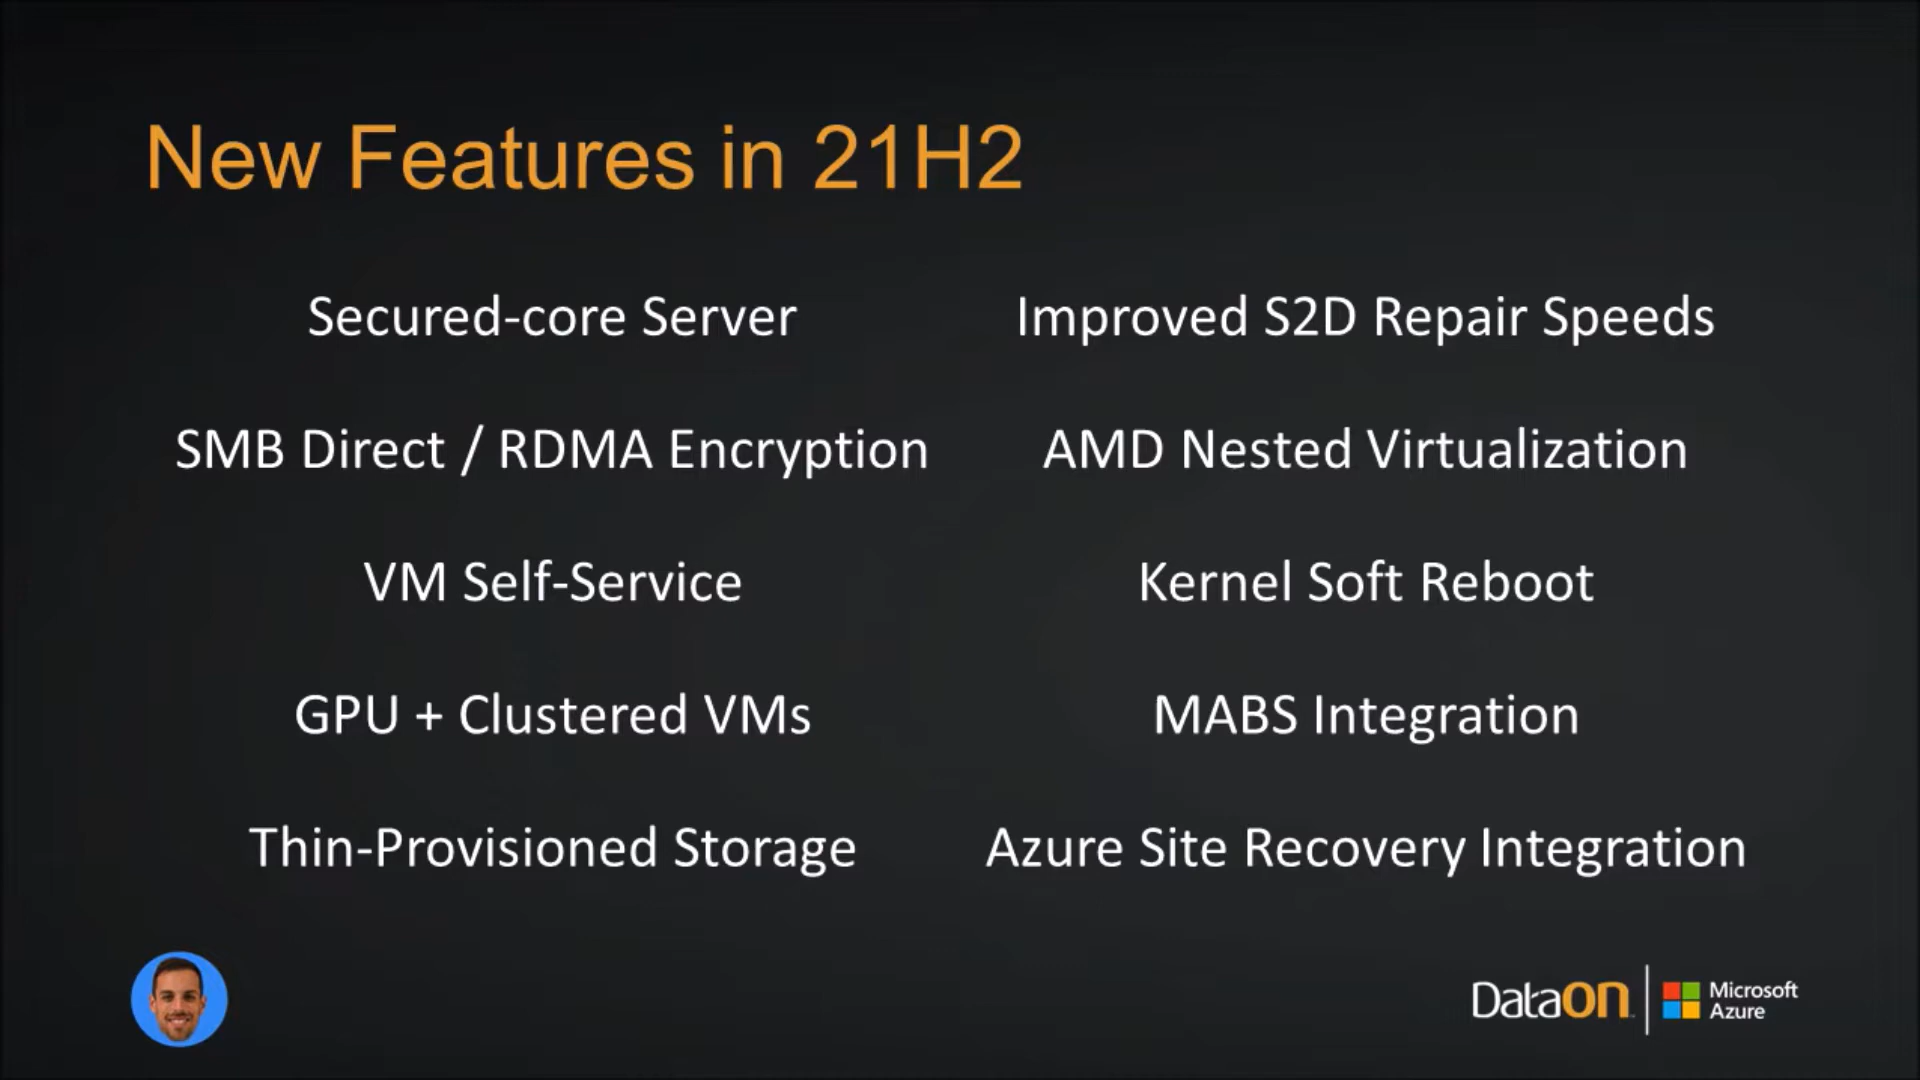 New Features in 21H2
Secured-core Server
Improved S2D Repair Speeds
SMB Direct / RDMA Encryption
AMD Nested Virtualization
VM Self-Service
Kernel Soft Reboot
GPU + Clustered VMs
MABS Integration
Thin-Provisioned Storage
Azure Site Recovery Integration
DataON
Microsoft
Azure